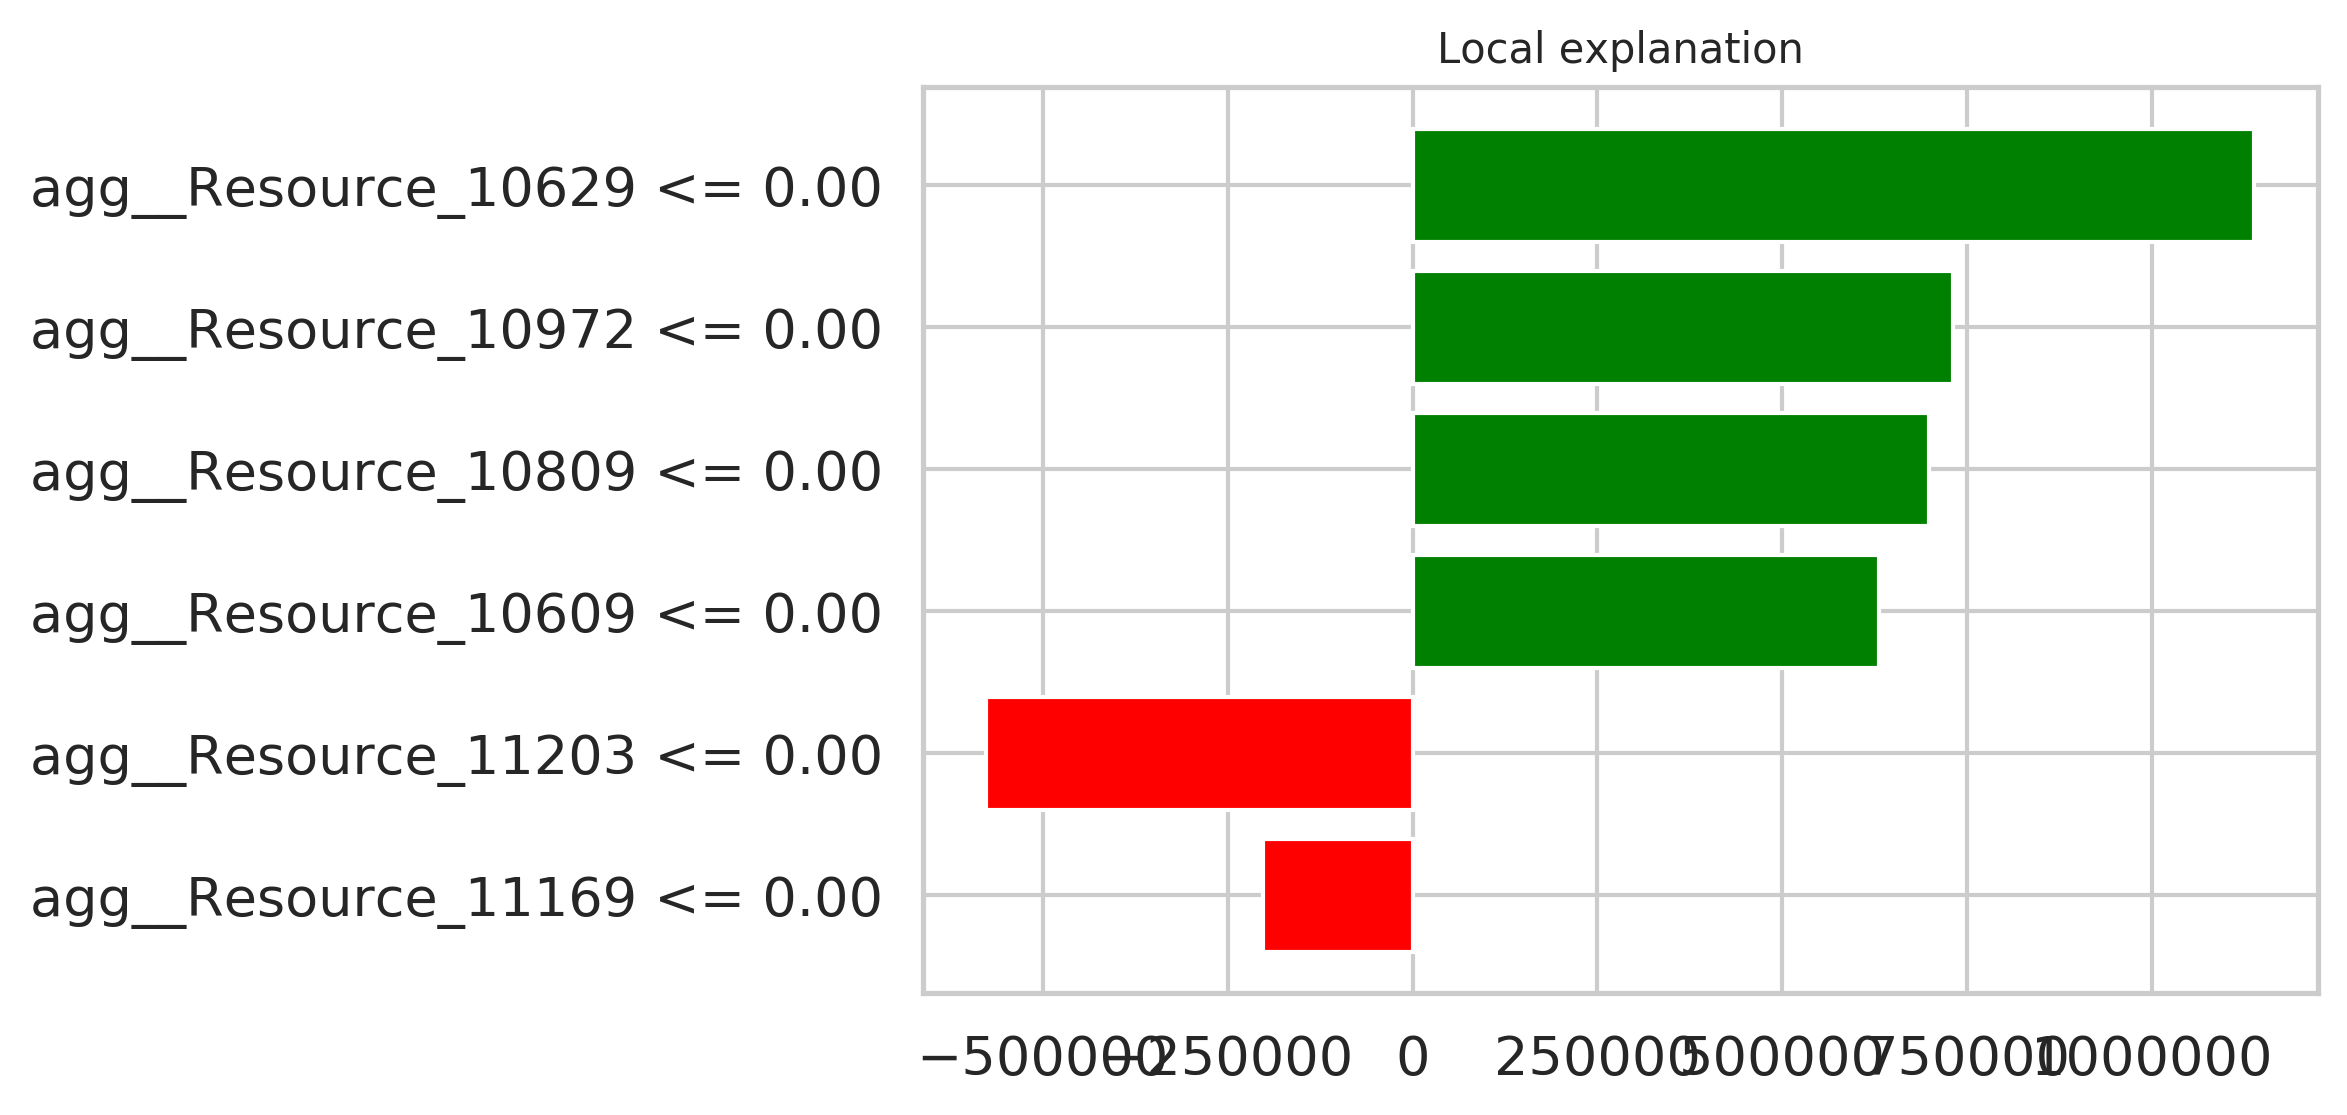 Local explanation
agg__Resource_10629 <= 0.00
agg__Resource_10972 <= 0.00
agg__Resource_10809 <= 0.00
agg__Resource_10609 <= 0.00
agg__Resource_11203 <= 0.00
agg__Resource_11169 <= 0.00
−500000 −250000 0 250000 500000 750000 1000000